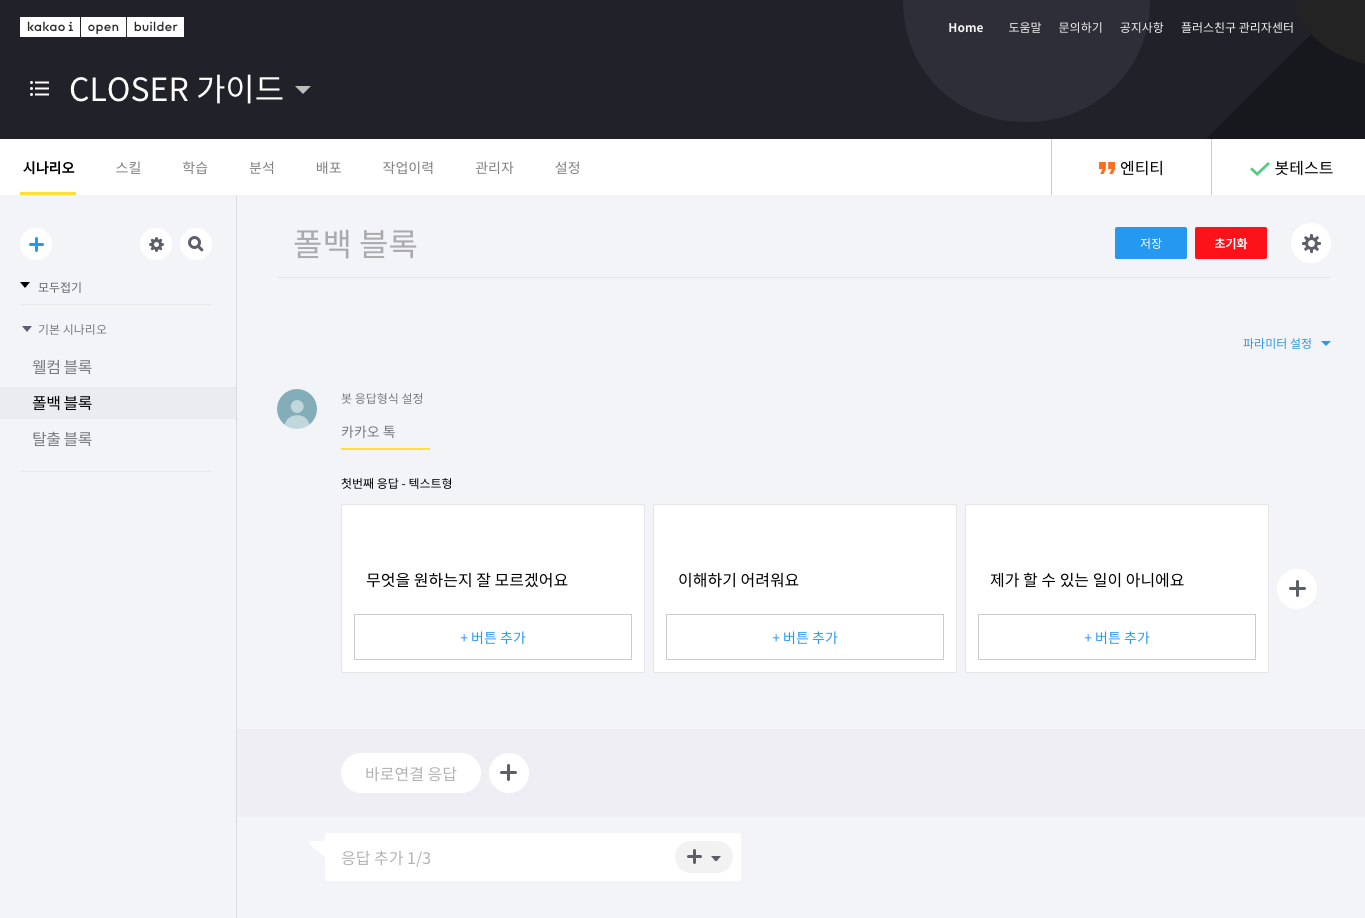 kakao i open builder
Home 도움말 문의하기 공지사항 플러스친구 관리자센터
CLOSER 가이드
시나리오 스킬 학습 분석 배포 작업이력 관리자 설정 엔티티 봇테스트
모두접기
기본 시나리오
웰컴 블록
폴백 블록
탈출 블록
폴백 블록 저장 초기화
파라미터 설정
봇 응답형식 설정
카카오 톡
첫번째 응답 - 텍스트형
무엇을 원하는지 잘 모르겠어요 이해하기 어려워요 제가 할 수 있는 일이 아니에요
+ 버튼 추가 + 버튼 추가 + 버튼 추가
바로연결 응답
응답 추가 1/3